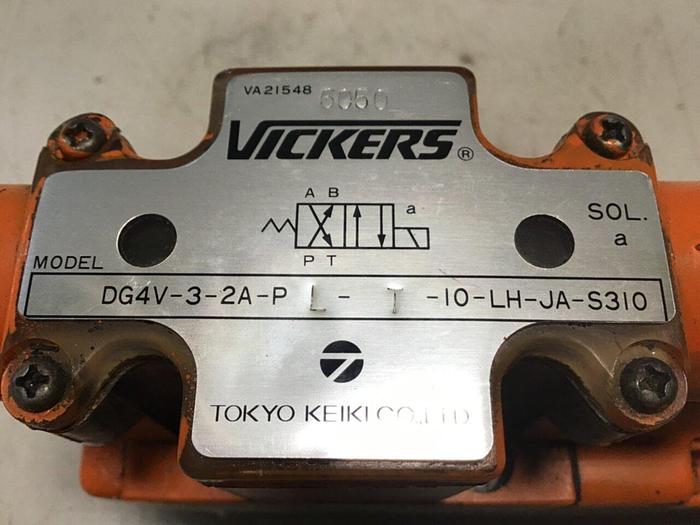 VA21548 5050
VICKERS®
A B
a
SOL.
a
P T
MODEL
DG4V-3-2A-P L - T -10-LH-JA-S310
TOKYO KEIKI CO., LTD